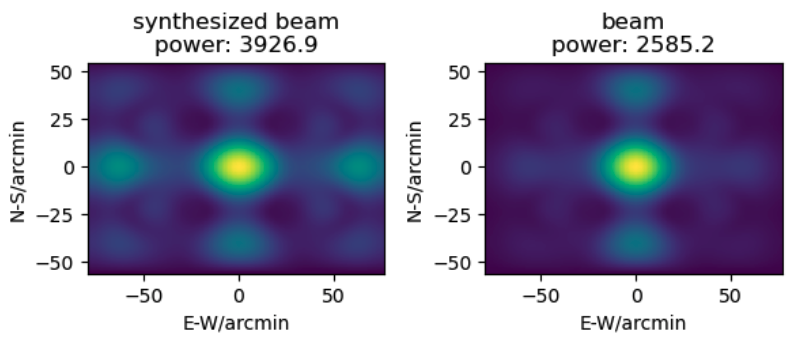 synthesized beam
power: 3926.9
50
25
0
−25
−50
N-S/arcmin
−50
0
50
E-W/arcmin
beam
power: 2585.2
50
25
0
−25
−50
N-S/arcmin
−50
0
50
E-W/arcmin